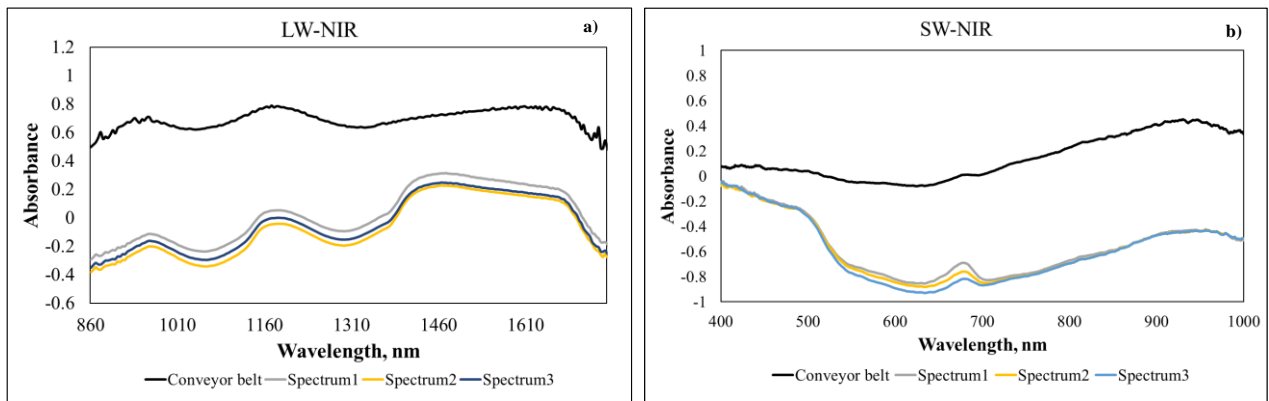 LW-NIR
a)
1.2
1
0.8
0.6
0.4
0.2
0
-0.2
-0.4
-0.6
Absorbance
860 1010 1160 1310 1460 1610
Wavelength, nm
Conveyor belt Spectrum1 Spectrum2 Spectrum3
SW-NIR
b)
1
0.8
0.6
0.4
0.2
0
-0.2
-0.4
-0.6
-0.8
-1
Absorbance
400 500 600 700 800 900 1000
Wavelength, nm
Conveyor belt Spectrum1 Spectrum2 Spectrum3